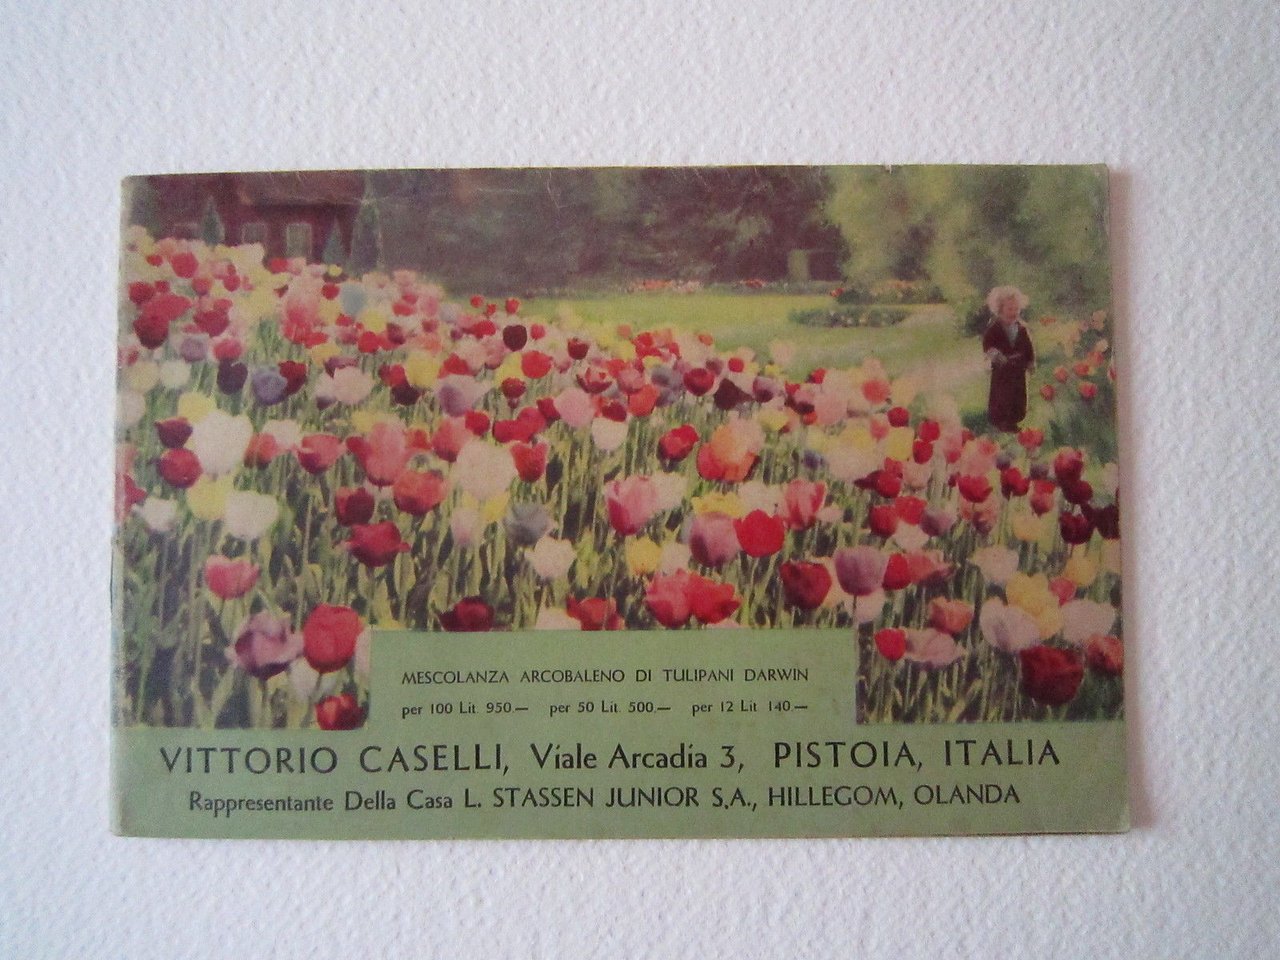 MESCOLANZA ARCOBALENO DI TULIPANI DARWIN
per 100 Lit. 950.— per 50 Lit. 500.— per 12 Lit 140.—
VITTORIO CASELLI, Viale Arcadia 3, PISTOIA, ITALIA
Rappresentante Della Casa L. STASSEN JUNIOR S.A., HILLEGOM, OLANDA